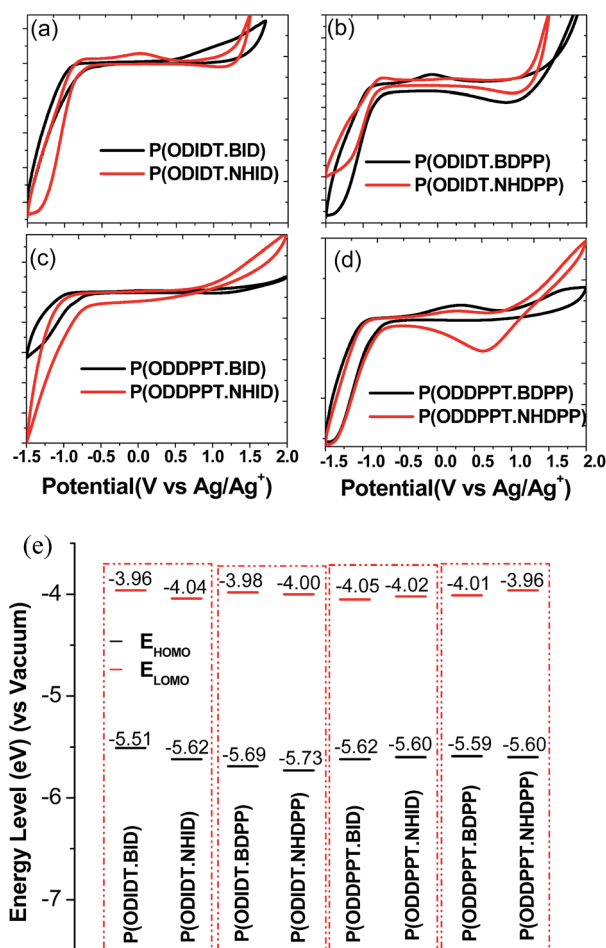 (a)
P(ODIDT.BID)
P(ODIDT.NHID)
(b)
P(ODIDT.BDPP)
P(ODIDT.NHDPP)
(c)
P(ODDPPT.BID)
P(ODDPPT.NHID)
(d)
P(ODDPPT.BDPP)
P(ODDPPT.NHDPP)
-1.5 -1.0 -0.5 0.0 0.5 1.0 1.5 2.0
-1.5 -1.0 -0.5 0.0 0.5 1.0 1.5 2.0
Potential(V vs Ag/Ag+)
Potential(V vs Ag/Ag+)
(e)
Energy Level (eV) (vs Vacuum)
-4
-5
-6
-7
-3.96 -4.04 -3.98 -4.00 -4.05 -4.02 -4.01 -3.96
E_HOMO
E_LOMO
-5.51 -5.62 -5.69 -5.73 -5.62 -5.60 -5.59 -5.60
P(ODIDT.BID)
P(ODIDT.NHID)
P(ODIDT.BDPP)
P(ODIDT.NHDPP)
P(ODDPPT.BID)
P(ODDPPT.NHID)
P(ODDPPT.BDPP)
P(ODDPPT.NHDPP)